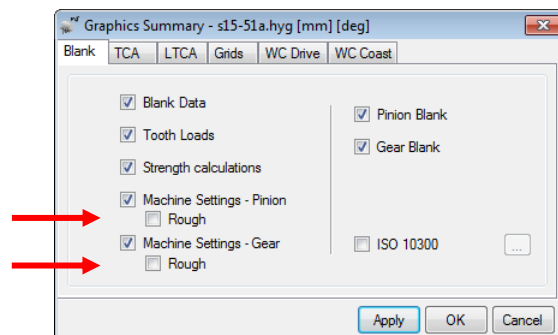 Graphics Summary - s15-51a.hyg [mm] [deg]
Blank TCA LTCA Grids WC Drive WC Coast
Blank Data
Tooth Loads
Strength calculations
Machine Settings - Pinion
Rough
Machine Settings - Gear
Rough
Pinion Blank
Gear Blank
ISO 10300
...
Apply OK Cancel